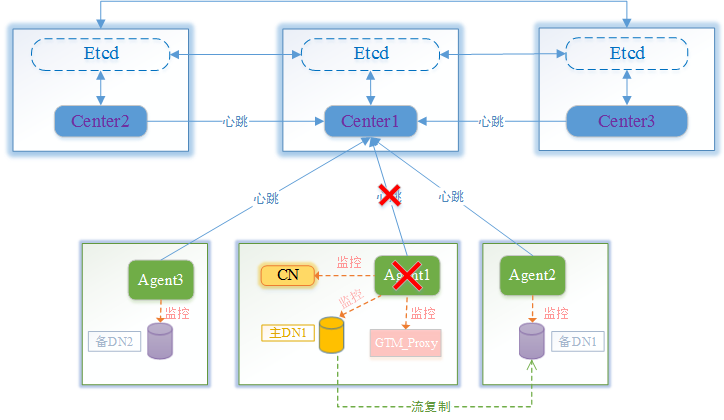 Etcd
Etcd
Etcd
Center2
心跳
Center1
心跳
Center3
心跳
心跳
心跳
Agent3
监控
备DN2
CN
监控
Agent1
监控
主DN1
GTM_Proxy
Agent2
监控
备DN1
流复制